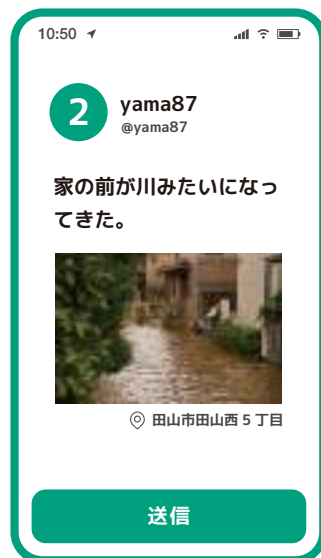 10:50
2
yama87
@yama87
家の前が川みたいになっ
てきた。
田山市田山西5丁目
送信